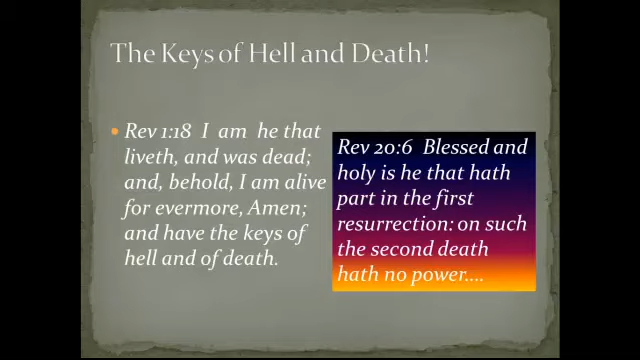 The Keys of Hell and Death!
Rev 1:18 I am he that
liveth, and was dead;
and, behold, I am alive
for evermore, Amen;
and have the keys of
hell and of death.
Rev 20:6 Blessed and
holy is he that hath
part in the first
resurrection: on such
the second death
hath no power....